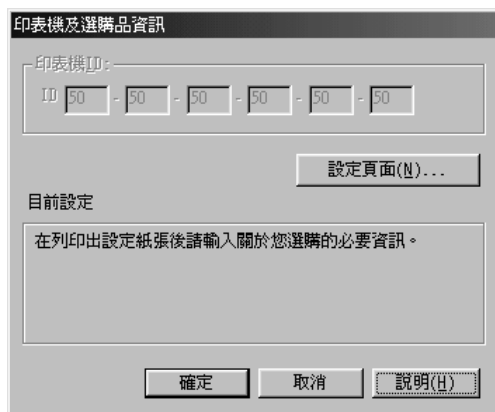 印表機及選購品資訊
印表機ID:
ID 50 - 50 - 50 - 50 - 50 - 50
設定頁面(N)...
目前設定
在列印出設定紙張後請輸入關於您選購的必要資訊。
確定 取消 說明(H)